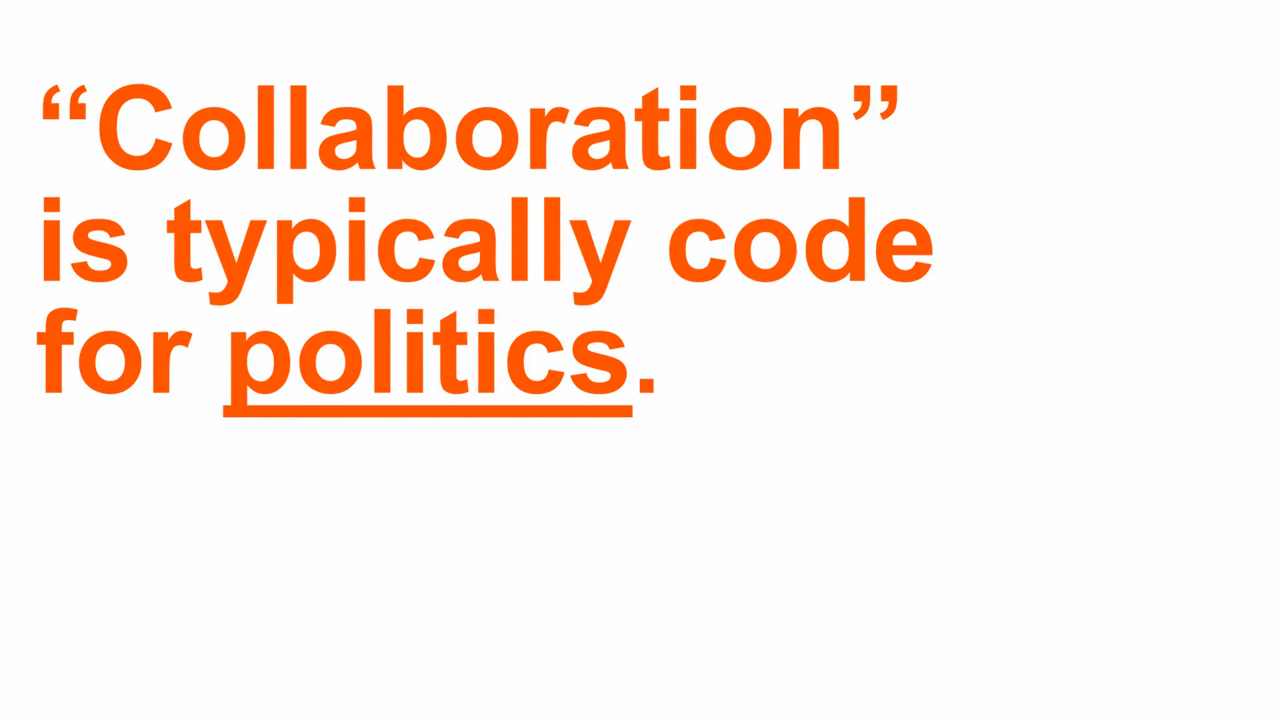 “Collaboration”
is typically code
for politics.